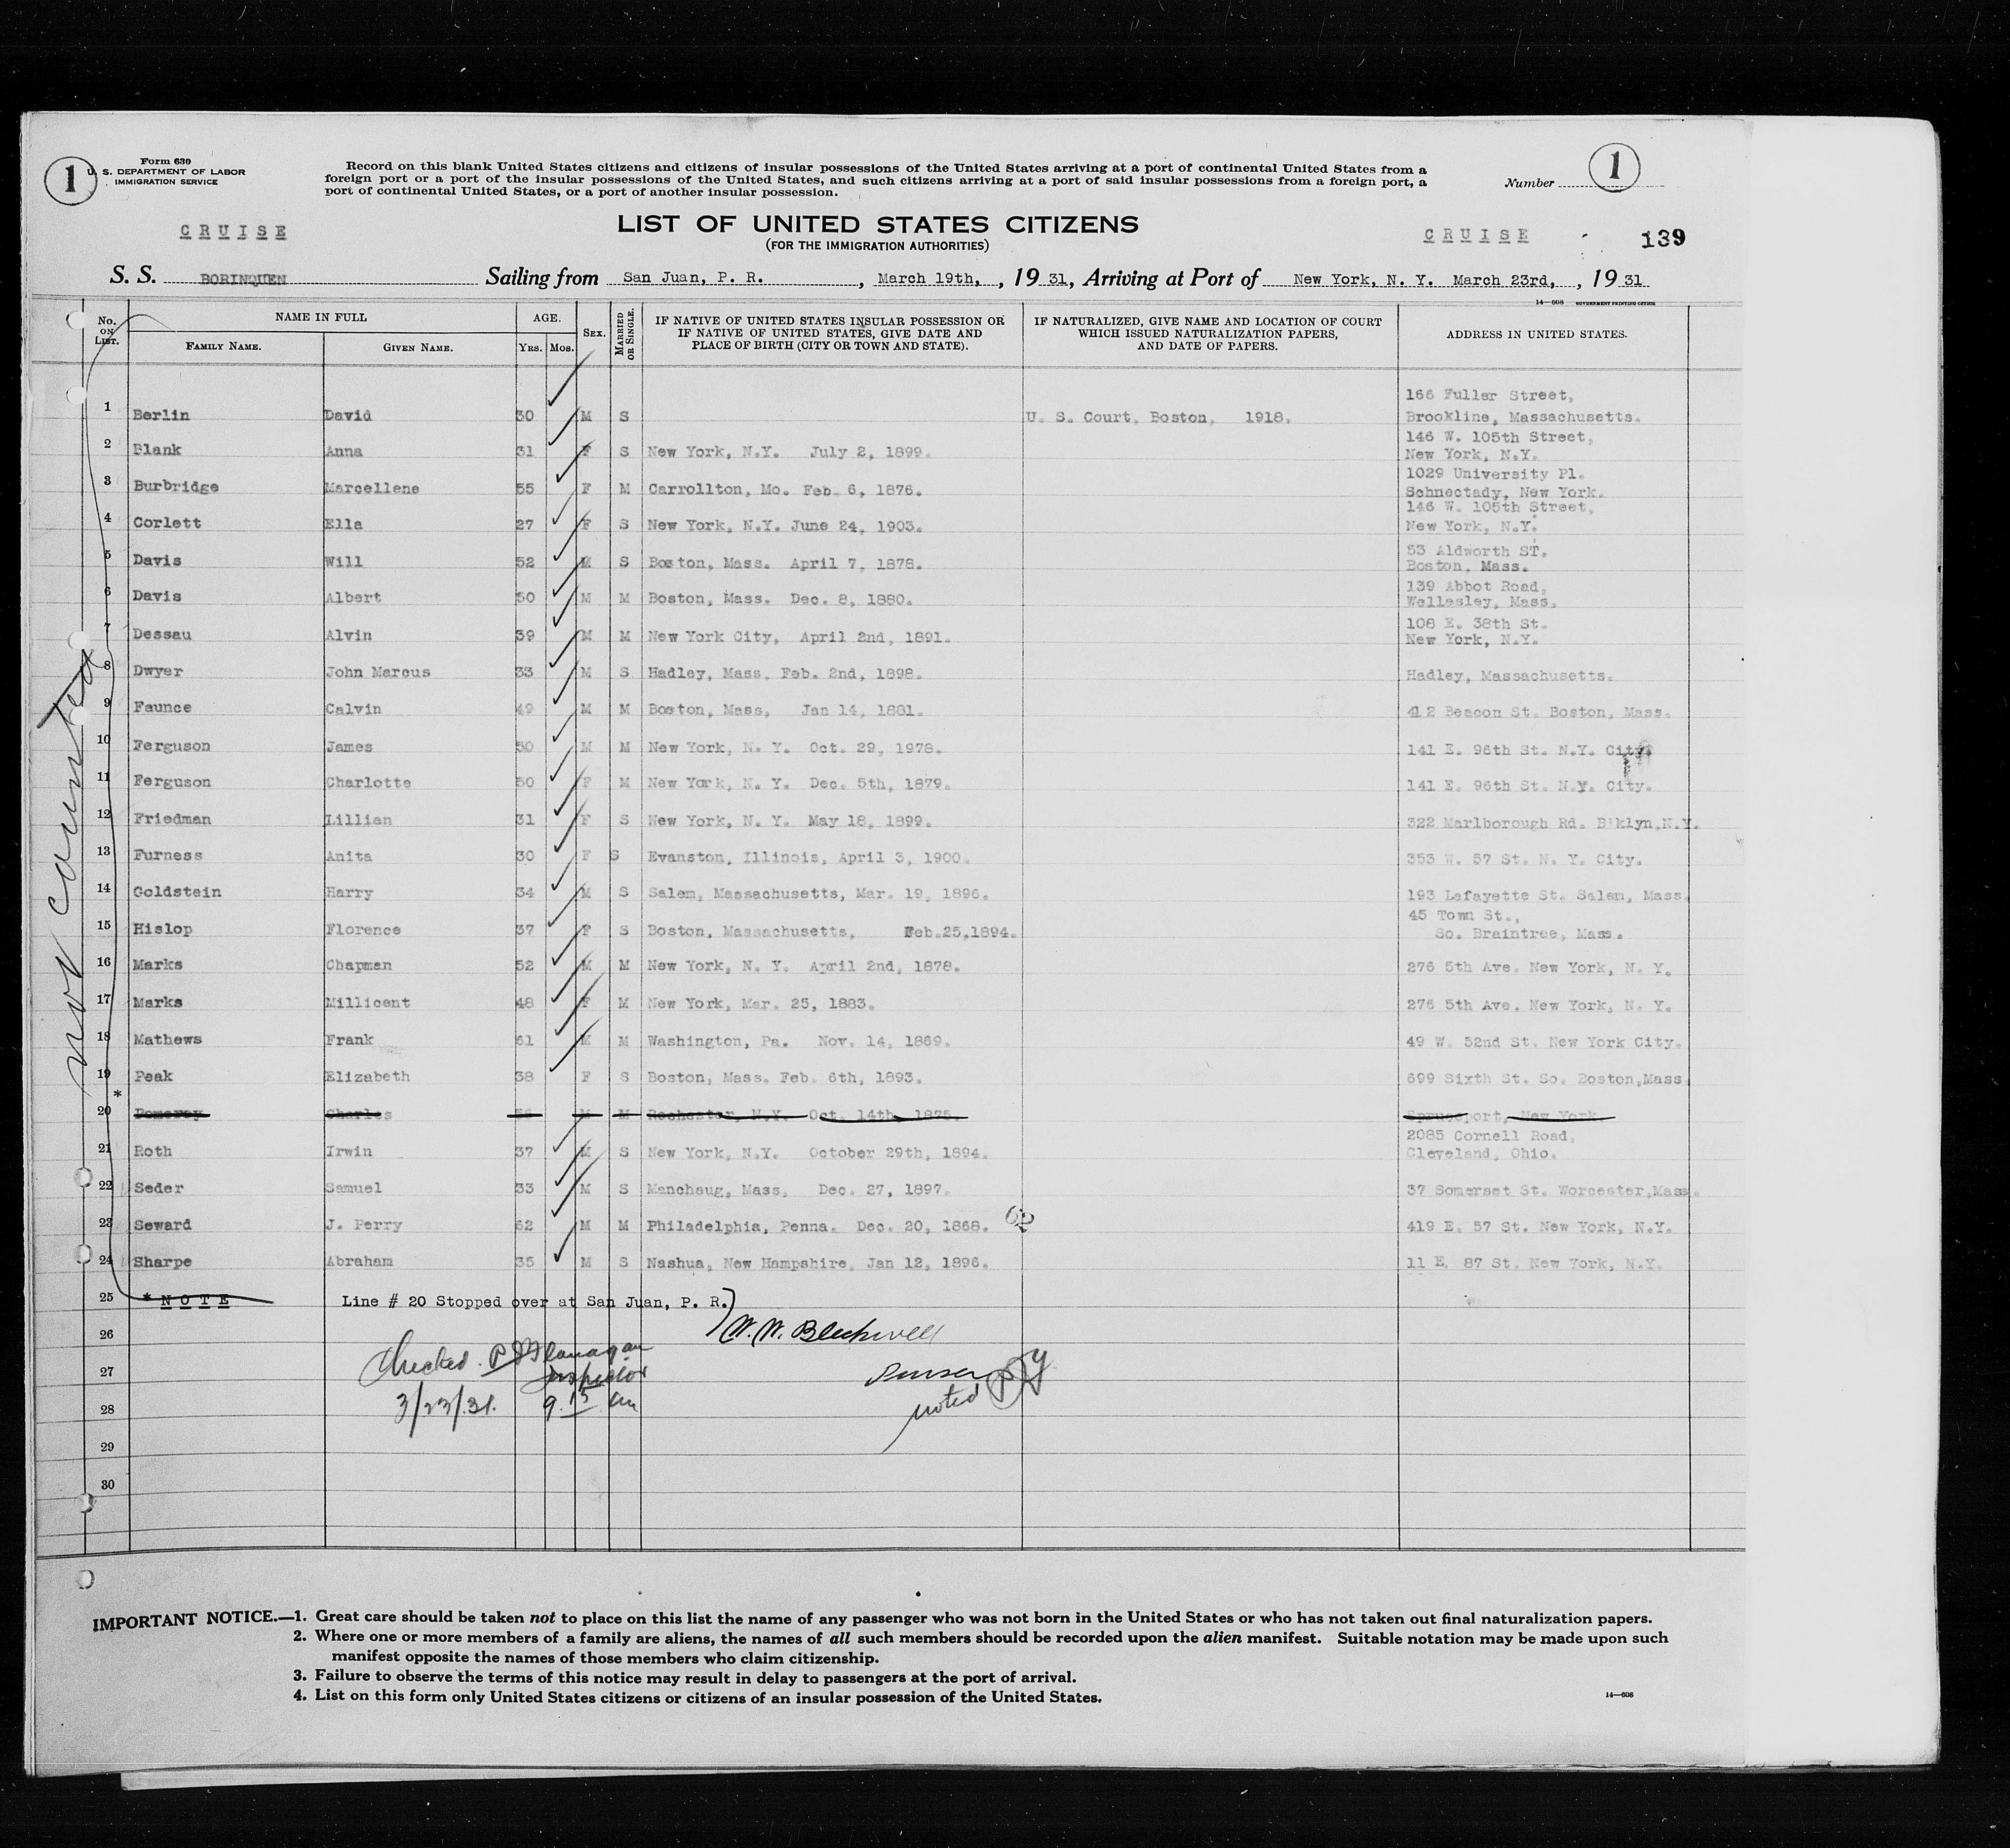 1
Form 630
U. S. DEPARTMENT OF LABOR
IMMIGRATION SERVICE
Record on this blank United States citizens and citizens of insular possessions of the United States arriving at a port of continental United States from a
foreign port or a port of the insular possessions of the United States, and such citizens arriving at a port of said insular possessions from a foreign port, a
port of continental United States, or a port of another insular possession.
Number 1
CRUISE
LIST OF UNITED STATES CITIZENS
(FOR THE IMMIGRATION AUTHORITIES)
CRUISE
139
S. S. BORINQUEN Sailing from San Juan, P. R., March 19th, , 19 31, Arriving at Port of New York, N. Y. March 23rd, , 19 31
14—608 GOVERNMENT PRINTING OFFICE
No. ON LIST. NAME IN FULL FAMILY NAME. GIVEN NAME. AGE. YRS. MOS. SEX. MARRIED OR SINGLE. IF NATIVE OF UNITED STATES INSULAR POSSESSION OR IF NATIVE OF UNITED STATES, GIVE DATE AND PLACE OF BIRTH (CITY OR TOWN AND STATE). IF NATURALIZED, GIVE NAME AND LOCATION OF COURT WHICH ISSUED NATURALIZATION PAPERS, AND DATE OF PAPERS. ADDRESS IN UNITED STATES.
1 Berlin David 30 M S U. S. Court, Boston, 1918. 166 Fuller Street, Brookline, Massachusetts.
2 Blank Anna 31 F S New York, N.Y. July 2, 1899. 146 W. 105th Street, New York, N.Y.
3 Burbridge Marcellene 55 F M Carrollton, Mo. Feb. 6, 1876. 1029 University Pl. Schnectady, New York.
4 Corlett Ella 27 F S New York, N.Y. June 24, 1903. 146 W. 105th Street, New York, N.Y.
5 Davis Will 52 M S Boston, Mass. April 7, 1878. 53 Aldworth ST. Boston, Mass.
6 Davis Albert 50 M M Boston, Mass. Dec. 8, 1880. 139 Abbot Road, Wellesley, Mass.
7 Dessau Alvin 39 M M New York City, April 2nd, 1891. 108 E. 38th St. New York, N.Y.
8 Dwyer John Marcus 33 M S Hadley, Mass. Feb. 2nd, 1898. Hadley, Massachusetts.
9 Faunce Calvin 49 M M Boston, Mass, Jan 14, 1881. 412 Beacon St. Boston, Mass.
10 Ferguson James 50 M M New York, N. Y. Oct. 29, 1978. 141 E. 96th St. N.Y. City.
11 Ferguson Charlotte 50 F M New York, N. Y. Dec. 5th, 1879. 141 E. 96th St. N.Y. City.
12 Friedman Lillian 31 F S New York, N. Y. May 18, 1899. 322 Marlborough Rd. B'klyn,N.Y.
13 Furness Anita 30 F S Evanston, Illinois, April 3, 1900. 353 W. 57 St. N. Y. City.
14 Goldstein Harry 34 M S Salem, Massachusetts, Mar. 19, 1896. 193 Lafayette St. Salem, Mass.
15 Hislop Florence 37 F S Boston, Massachusetts, Feb.25,1894. 45 Town St., So. Braintree, Mass.
16 Marks Chapman 52 M M New York, N. Y. April 2nd, 1878. 276 5th Ave. New York, N. Y.
17 Marks Millicent 48 F M New York, Mar. 25, 1883. 276 5th Ave. New York, N. Y.
18 Mathews Frank 61 M M Washington, Pa. Nov. 14, 1869. 49 W. 52nd St. New York City.
19 Peak Elizabeth 38 F S Boston, Mass. Feb. 6th, 1893. 699 Sixth St. So. Boston,Mass
*
20 Pomeroy Charles 56 M M Rochester, N.Y. Oct. 14th, 1875. Spruceport, New York
21 Roth Irwin 37 M S New York, N.Y. October 29th, 1894. 2085 Cornell Road, Cleveland, Ohio.
22 Seder Samuel 33 M S Manchaug, Mass, Dec. 27, 1897. 37 Somerset St. Worcester,Mass.
23 Seward J. Perry 62 M M Philadelphia, Penna. Dec. 20, 1868. 62 419 E. 57 St. New York, N.Y.
24 Sharpe Abraham 35 M S Nashua, New Hampshire, Jan 12, 1896. 11 E. 87 St. New York, N.Y.
25 * NOTE Line # 20 Stopped over at San Juan, P. R.)
26 W. W. Blackwell
27 Checked. P J Flanagan Inspector Purser
28 3/23/31. 9.15 am noted
29
30
not counted
IMPORTANT NOTICE.—1. Great care should be taken not to place on this list the name of any passenger who was not born in the United States or who has not taken out final naturalization papers.
2. Where one or more members of a family are aliens, the names of all such members should be recorded upon the alien manifest. Suitable notation may be made upon such
manifest opposite the names of those members who claim citizenship.
3. Failure to observe the terms of this notice may result in delay to passengers at the port of arrival.
4. List on this form only United States citizens or citizens of an insular possession of the United States.
14—608